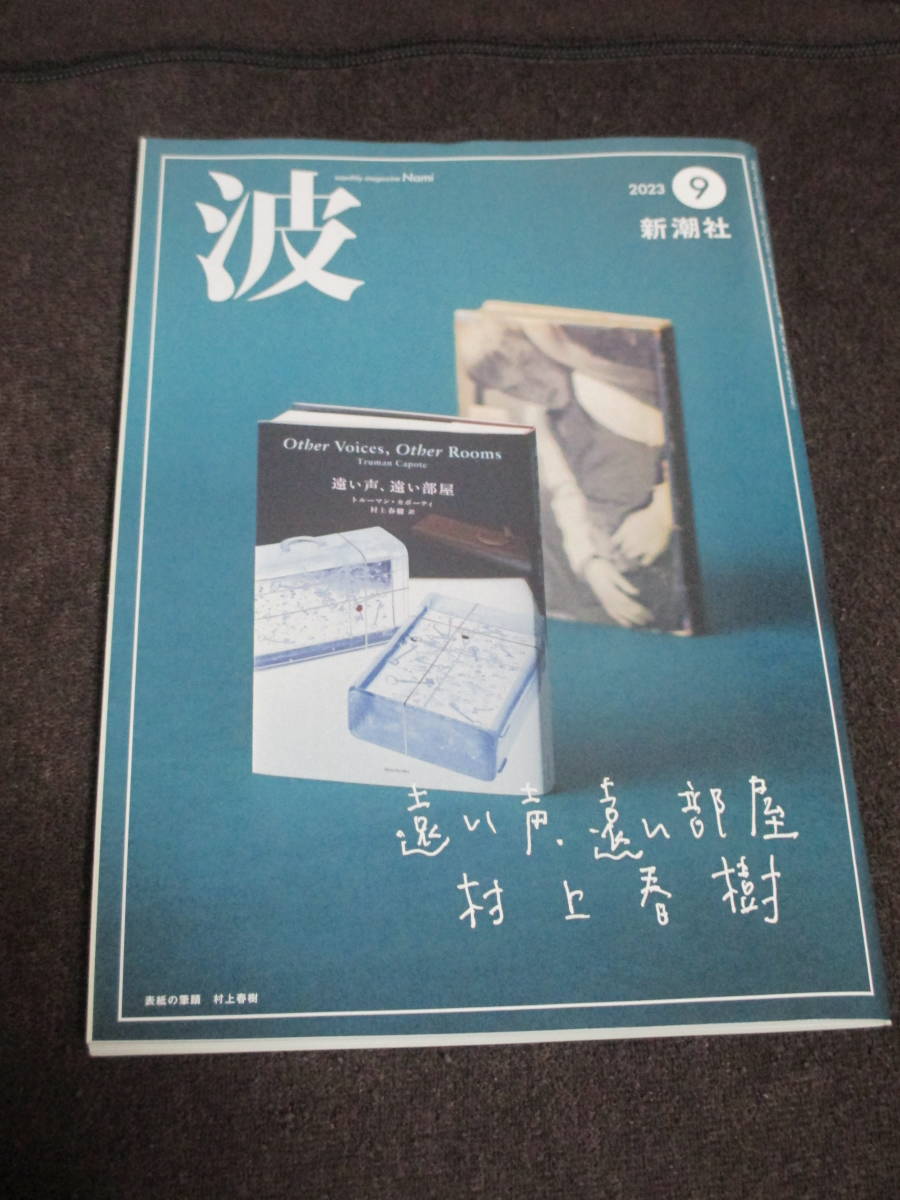 波
monthly magazine Nami
2023 9
新潮社
Other Voices, Other Rooms
Truman Capote
遠い声、遠い部屋
トルーマン・カポーティ
村上春樹 訳
遠い声、遠い部屋
村上春樹
表紙の筆蹟 村上春樹